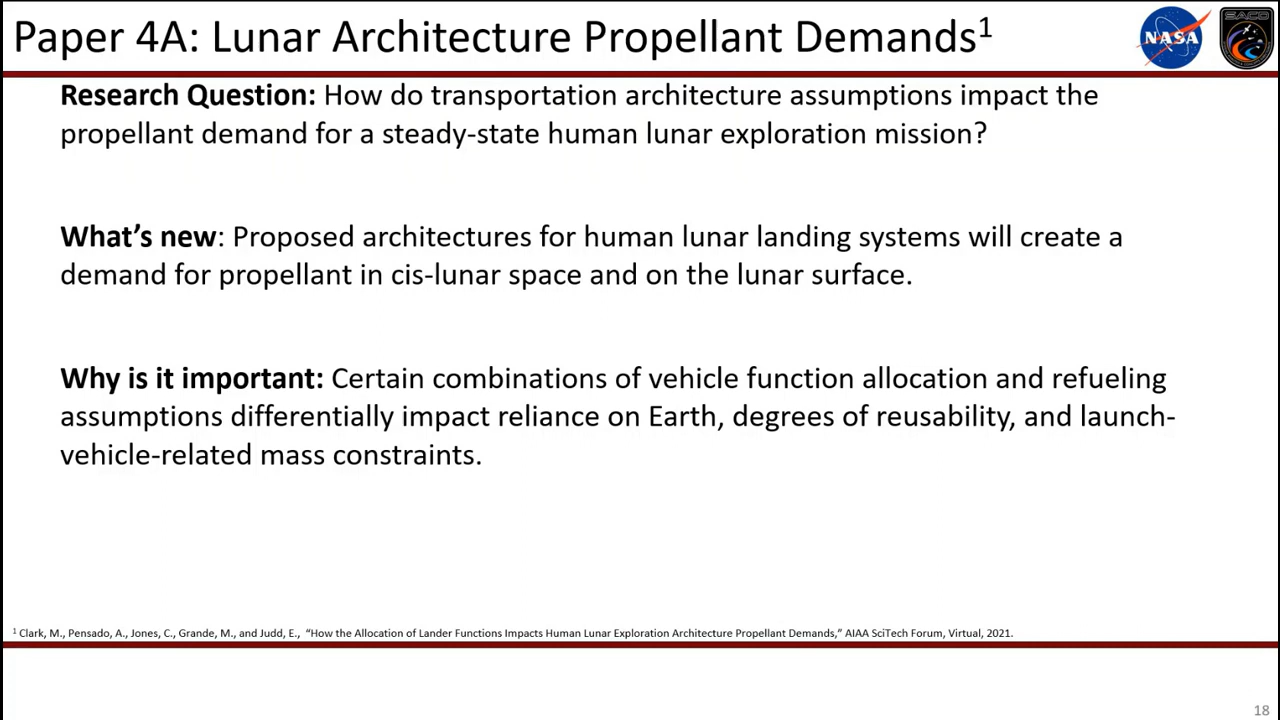 Paper 4A: Lunar Architecture Propellant Demands¹
NASA
SACD
Research Question: How do transportation architecture assumptions impact the
propellant demand for a steady-state human lunar exploration mission?
What’s new: Proposed architectures for human lunar landing systems will create a
demand for propellant in cis-lunar space and on the lunar surface.
Why is it important: Certain combinations of vehicle function allocation and refueling
assumptions differentially impact reliance on Earth, degrees of reusability, and launch-
vehicle-related mass constraints.
¹ Clark, M., Pensado, A., Jones, C., Grande, M., and Judd, E., “How the Allocation of Lander Functions Impacts Human Lunar Exploration Architecture Propellant Demands,” AIAA SciTech Forum, Virtual, 2021.
18